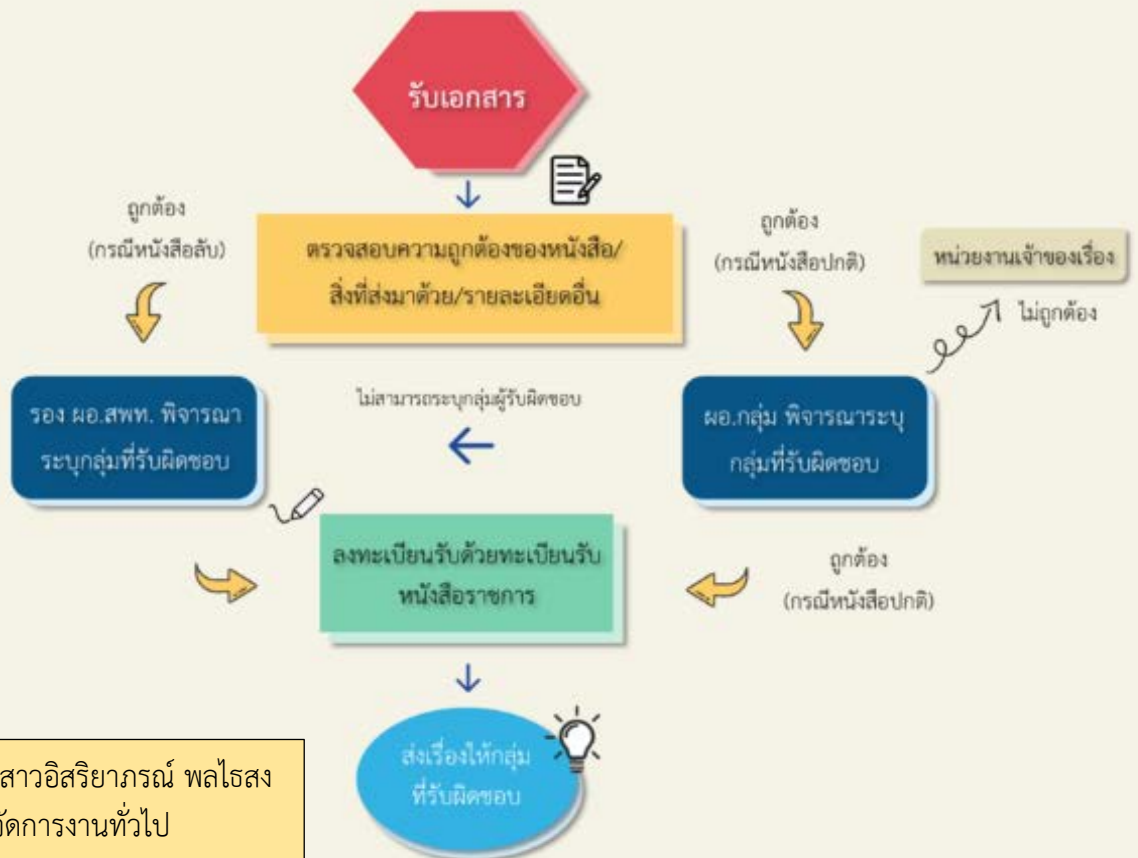 รับเอกสาร
ถูกต้อง
(กรณีหนังสือลับ)
ตรวจสอบความถูกต้องของหนังสือ/
สิ่งที่ส่งมาด้วย/รายละเอียดอื่น
ถูกต้อง
(กรณีหนังสือปกติ)
หน่วยงานเจ้าของเรื่อง
ไม่ถูกต้อง
รอง ผอ.สพท. พิจารณา
ระบุกลุ่มที่รับผิดชอบ
ไม่สามารถระบุกลุ่มผู้รับผิดชอบ
ผอ.กลุ่ม พิจารณาระบุ
กลุ่มที่รับผิดชอบ
ลงทะเบียนรับด้วยทะเบียนรับ
หนังสือราชการ
ถูกต้อง
(กรณีหนังสือปกติ)
ส่งเรื่องให้กลุ่ม
ที่รับผิดชอบ
สาวอิสริยาภรณ์ พลไธสง
จัดการงานทั่วไป